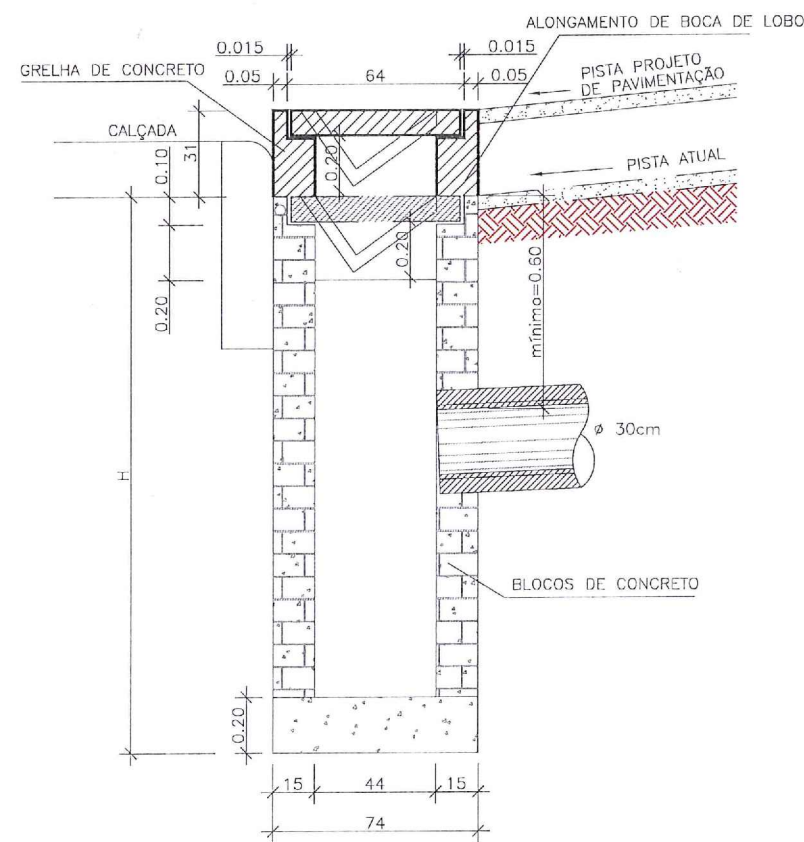 ALONGAMENTO DE BOCA DE LOBO
0.015
0.015
GRELHA DE CONCRETO
0.05
64
0.05
PISTA PROJETO
DE PAVIMENTAÇÃO
CALÇADA
31
0.20
PISTA ATUAL
0.10
0.20
0.20
mínimo=0.60
ø 30cm
H
BLOCOS DE CONCRETO
0.20
15
44
15
74